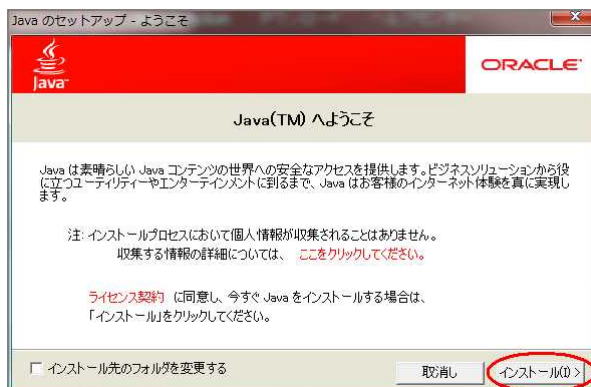 Java のセットアップ - ようこそ
Java
ORACLE
Java(TM) へようこそ
Java は素晴らしい Java コンテンツの世界への安全なアクセスを提供します。ビジネスソリューションから役
に立つユーティリティーやエンターテインメントに到るまで、Java はお客様のインターネット体験を真に実現し
ます。
注: インストールプロセスにおいて個人情報が収集されることはありません。
収集する情報の詳細については、 ここをクリックしてください。
ライセンス契約 に同意し、今すぐ Java をインストールする場合は、
「インストール」をクリックしてください。
インストール先のフォルダを変更する
取消し
インストール(I) >